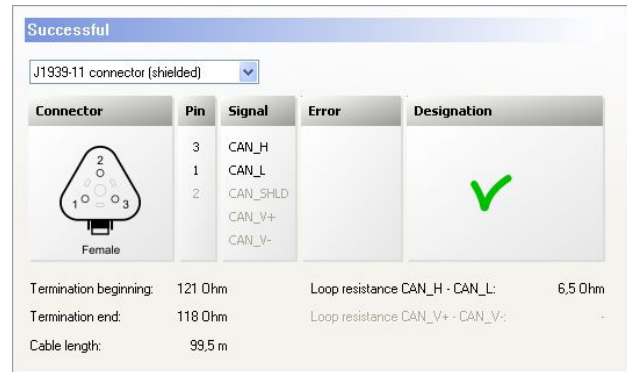 Successful
J1939-11 connector (shielded)
Connector Pin Signal Error Designation
3 CAN_H
1 CAN_L
2 CAN_SHLD
CAN_V+
CAN_V-
2
1 3
Female
Termination beginning: 121 Ohm Loop resistance CAN_H - CAN_L: 6,5 Ohm
Termination end: 118 Ohm Loop resistance CAN_V+ - CAN_V-: -
Cable length: 99,5 m